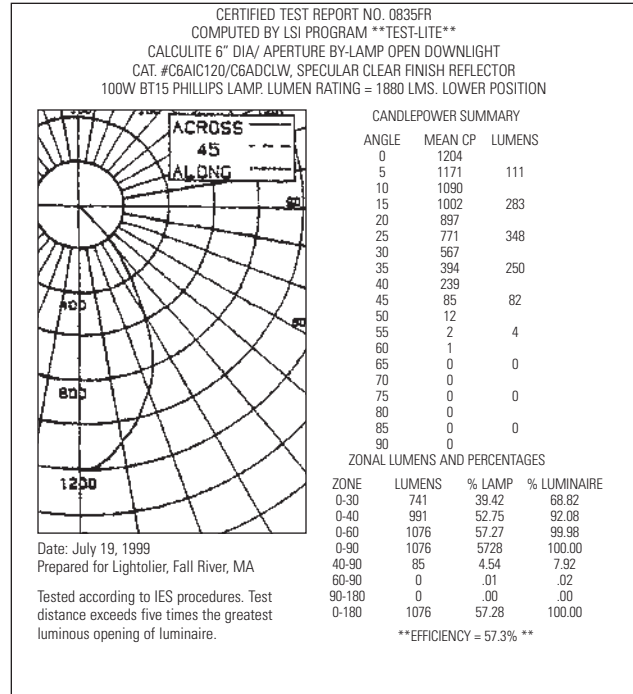 CERTIFIED TEST REPORT NO. 0835FR
COMPUTED BY LSI PROGRAM **TEST-LITE**
CALCULITE 6" DIA/ APERTURE BY-LAMP OPEN DOWNLIGHT
CAT. #C6AIC120/C6ADCLW, SPECULAR CLEAR FINISH REFLECTOR
100W BT15 PHILLIPS LAMP. LUMEN RATING = 1880 LMS. LOWER POSITION
ACROSS
45
ALONG
400
800
1200
Date: July 19, 1999
Prepared for Lightolier, Fall River, MA
Tested according to IES procedures. Test
distance exceeds five times the greatest
luminous opening of luminaire.
CANDLEPOWER SUMMARY
ANGLE MEAN CP LUMENS
0 1204
5 1171 111
10 1090
15 1002 283
20 897
25 771 348
30 567
35 394 250
40 239
45 85 82
50 12
55 2 4
60 1
65 0 0
70 0
75 0 0
80 0
85 0 0
90 0
ZONAL LUMENS AND PERCENTAGES
ZONE LUMENS % LAMP % LUMINAIRE
0-30 741 39.42 68.82
0-40 991 52.75 92.08
0-60 1076 57.27 99.98
0-90 1076 5728 100.00
40-90 85 4.54 7.92
60-90 0 .01 .02
90-180 0 .00 .00
0-180 1076 57.28 100.00
**EFFICIENCY = 57.3% **